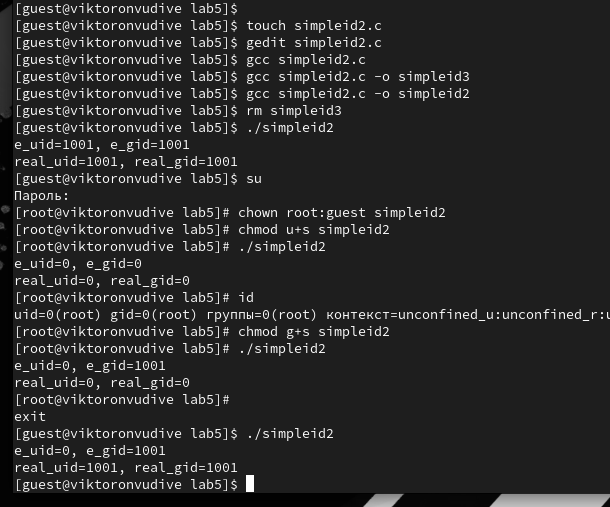 [guest@viktoronvudive lab5]$
[guest@viktoronvudive lab5]$ touch simpleid2.c
[guest@viktoronvudive lab5]$ gedit simpleid2.c
[guest@viktoronvudive lab5]$ gcc simpleid2.c
[guest@viktoronvudive lab5]$ gcc simpleid2.c -o simpleid3
[guest@viktoronvudive lab5]$ gcc simpleid2.c -o simpleid2
[guest@viktoronvudive lab5]$ rm simpleid3
[guest@viktoronvudive lab5]$ ./simpleid2
e_uid=1001, e_gid=1001
real_uid=1001, real_gid=1001
[guest@viktoronvudive lab5]$ su
Пароль:
[root@viktoronvudive lab5]# chown root:guest simpleid2
[root@viktoronvudive lab5]# chmod u+s simpleid2
[root@viktoronvudive lab5]# ./simpleid2
e_uid=0, e_gid=0
real_uid=0, real_gid=0
[root@viktoronvudive lab5]# id
uid=0(root) gid=0(root) группы=0(root) контекст=unconfined_u:unconfined_r:u
[root@viktoronvudive lab5]# chmod g+s simpleid2
[root@viktoronvudive lab5]# ./simpleid2
e_uid=0, e_gid=1001
real_uid=0, real_gid=0
[root@viktoronvudive lab5]#
exit
[guest@viktoronvudive lab5]$ ./simpleid2
e_uid=0, e_gid=1001
real_uid=1001, real_gid=1001
[guest@viktoronvudive lab5]$